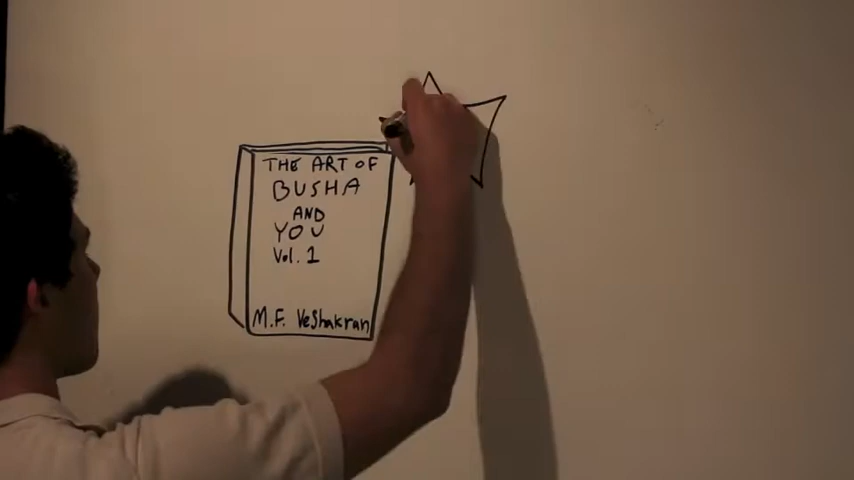 THE ART OF
BUSHA
AND
YOU
Vol. 1
M.F. Veshakran